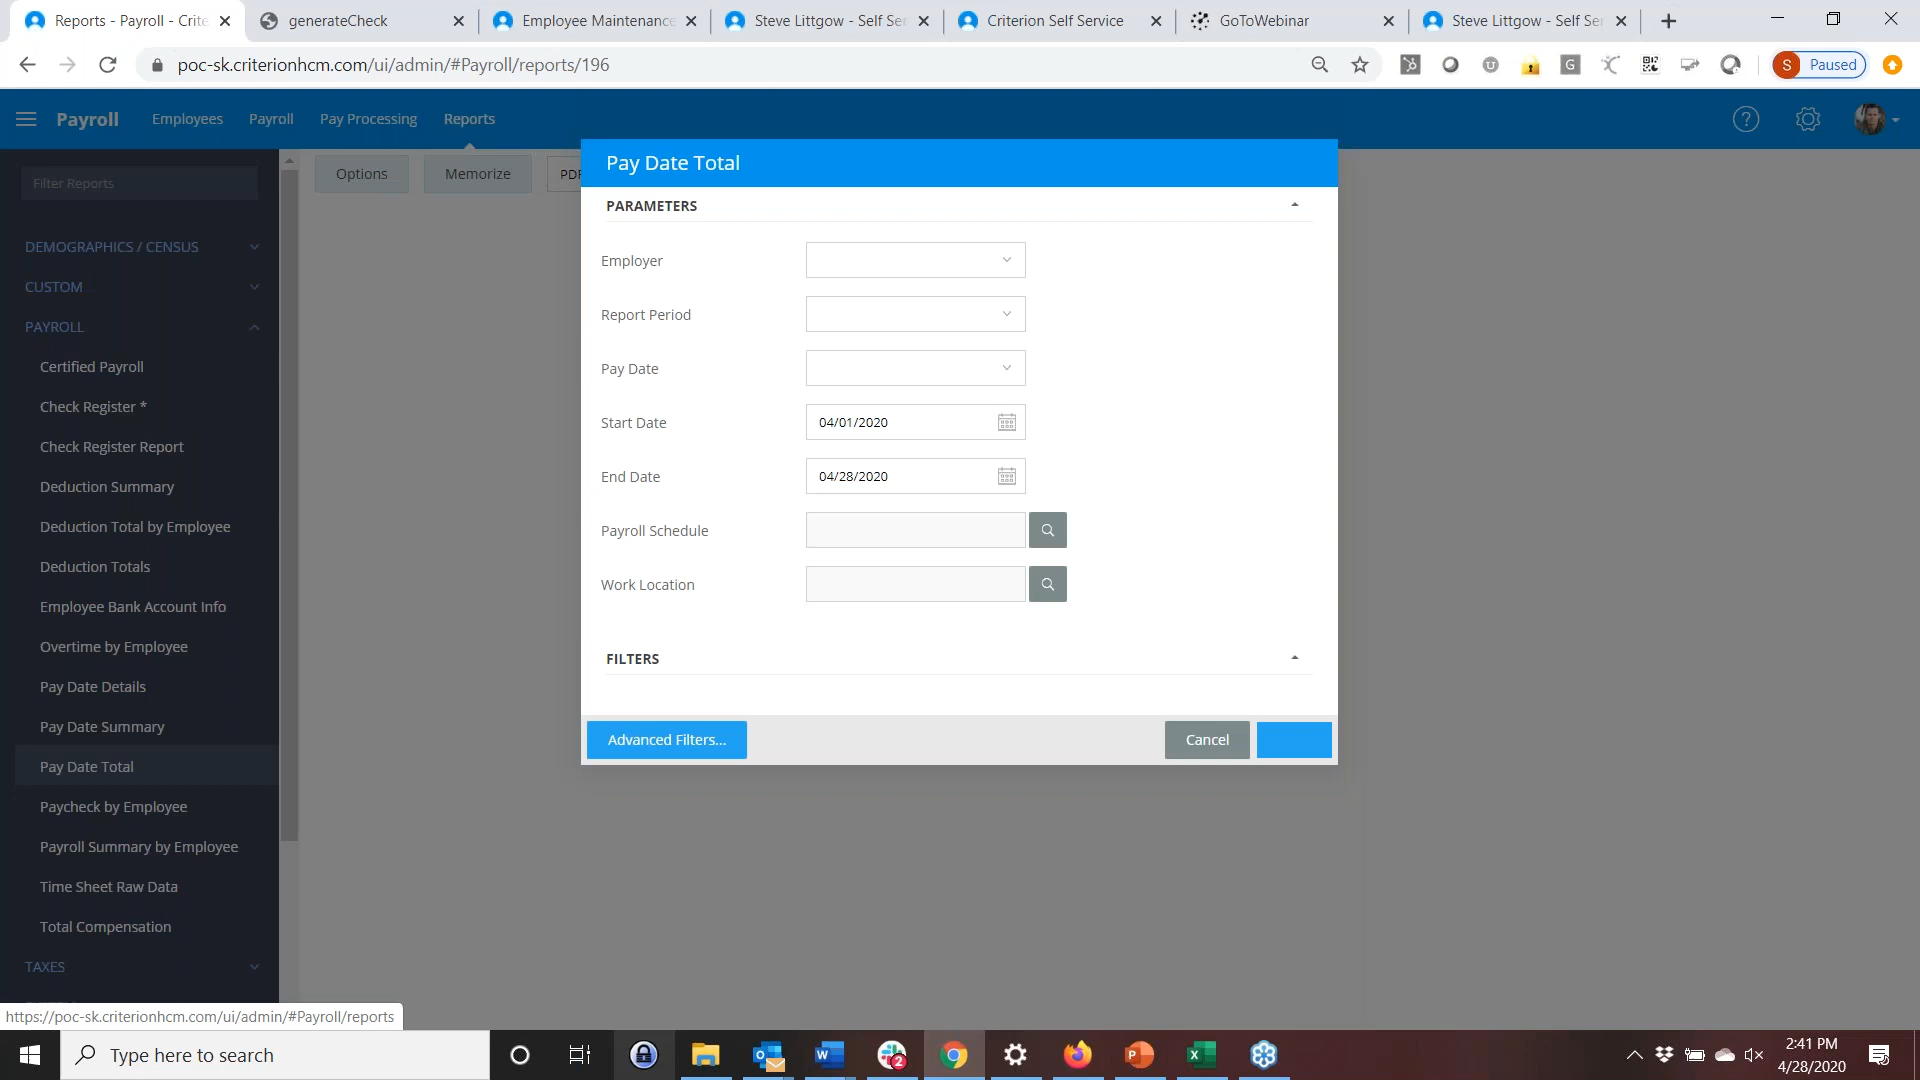 Reports - Payroll - Crite
generateCheck
Employee Maintenance
Steve Littgow - Self Ser
Criterion Self Service
GoToWebinar
Steve Littgow - Self Ser
poc-sk.criterionhcm.com/ui/admin/#Payroll/reports/196
S Paused
Payroll
Employees
Payroll
Pay Processing
Reports
Filter Reports
Options
Memorize
PDF
DEMOGRAPHICS / CENSUS
CUSTOM
PAYROLL
Certified Payroll
Check Register *
Check Register Report
Deduction Summary
Deduction Total by Employee
Deduction Totals
Employee Bank Account Info
Overtime by Employee
Pay Date Details
Pay Date Summary
Pay Date Total
Paycheck by Employee
Payroll Summary by Employee
Time Sheet Raw Data
Total Compensation
TAXES
Pay Date Total
PARAMETERS
Employer
Report Period
Pay Date
Start Date 04/01/2020
End Date 04/28/2020
Payroll Schedule
Work Location
FILTERS
Advanced Filters...
Cancel
https://poc-sk.criterionhcm.com/ui/admin/#Payroll/reports
Type here to search
2:41 PM
4/28/2020